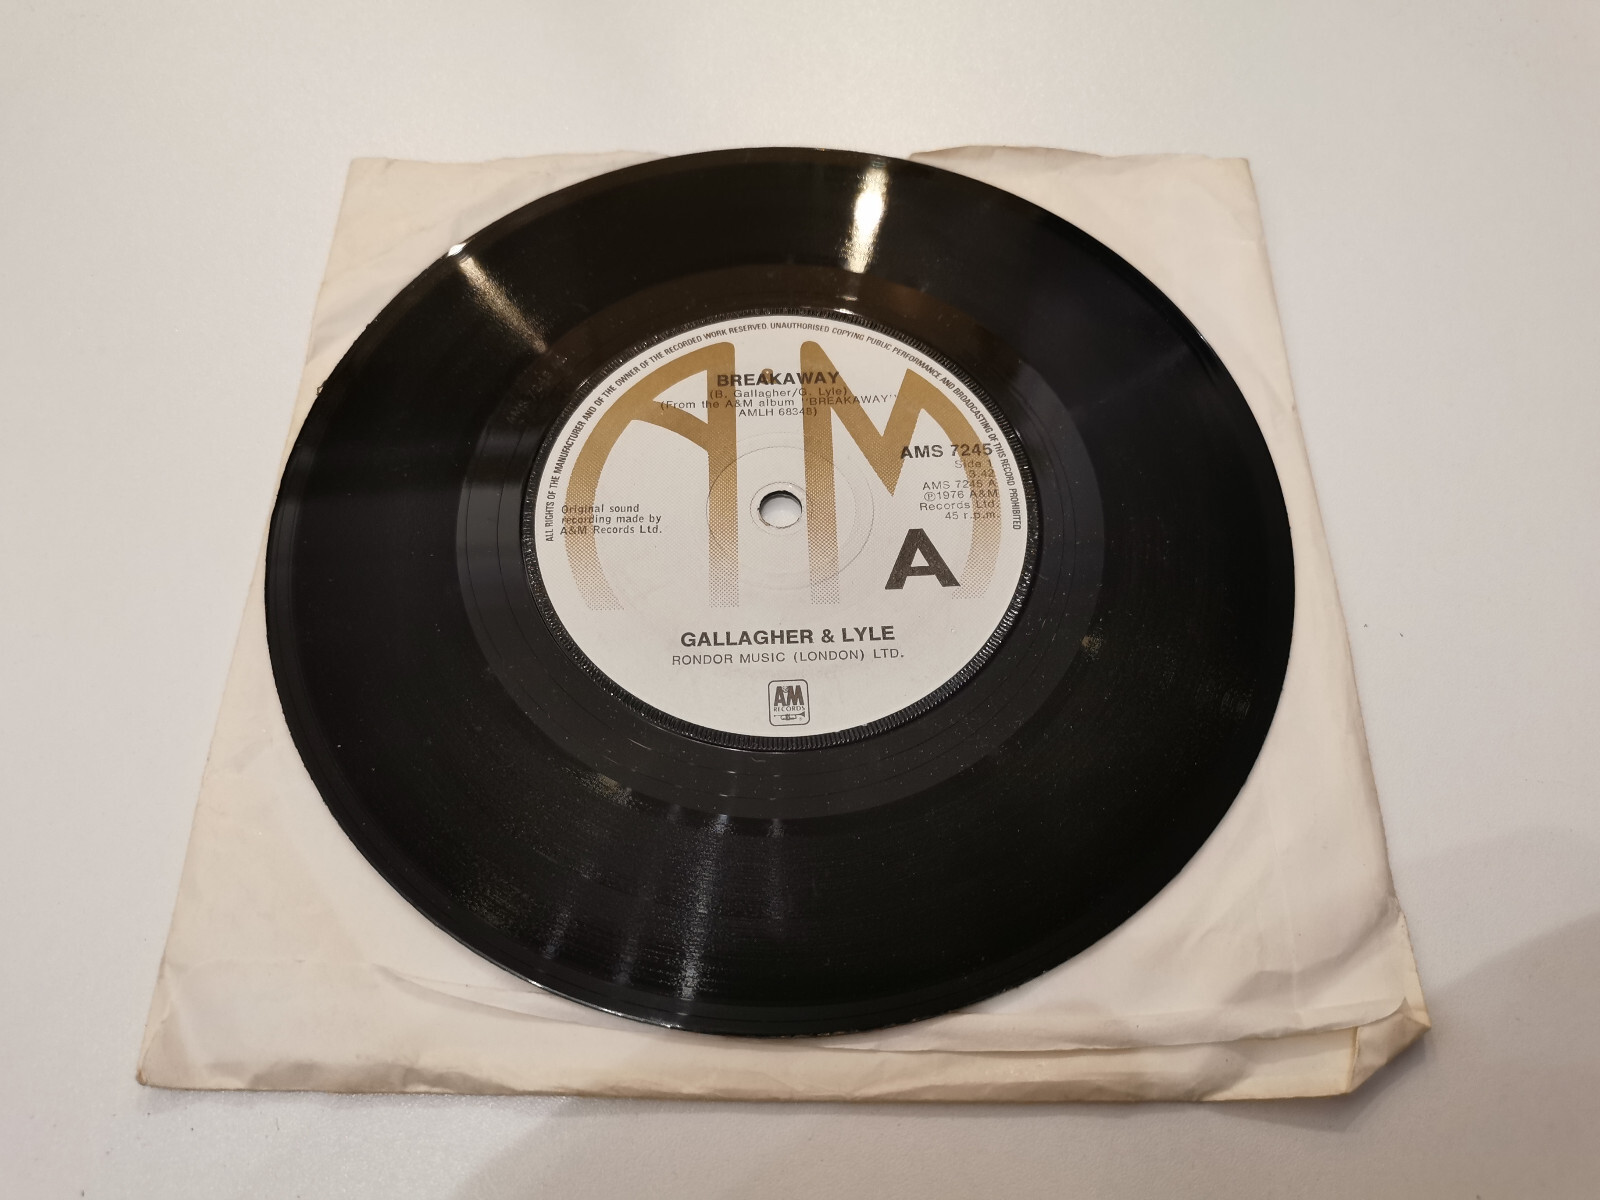 ALL RIGHTS OF THE MANUFACTURER AND OF THE OWNER OF THE RECORDED WORK RESERVED. UNAUTHORISED COPYING PUBLIC PERFORMANCE AND BROADCASTING OF THIS RECORD PROHIBITED
A M
BREAKAWAY
(B. Gallagher/G. Lyle)
(From the A&M album "BREAKAWAY"
AMLH 68348)
AMS 7245
Side 1
3.42
AMS 7245 A
℗1976 A&M
Records Ltd.
45 r.p.m.
Original sound
recording made by
A&M Records Ltd.
A
GALLAGHER & LYLE
RONDOR MUSIC (LONDON) LTD.
AM
RECORDS